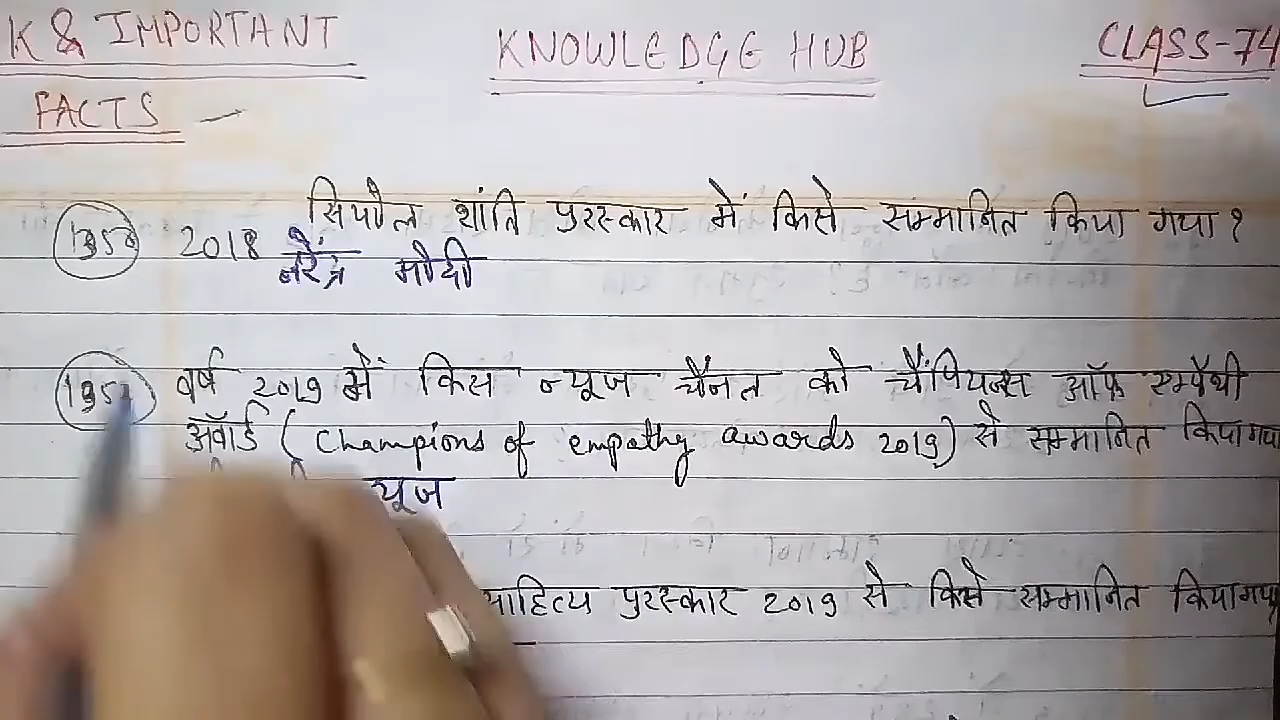 K & IMPORTANT
FACTS
KNOWLEDGE HUB
CLASS-74
सियोल शांति पुरस्कार में किसे सम्मानित किया गया ?
2018
नरेंद्र मोदी
वर्ष 2019 में किस न्यूज चैनल को चैंपियन्स ऑफ एम्पैथी
अॅवार्ड (Champions of empathy awards 2019) से सम्मानित किया गया
न्यूज
साहित्य पुरस्कार 2019 से किसे सम्मानित किया गया